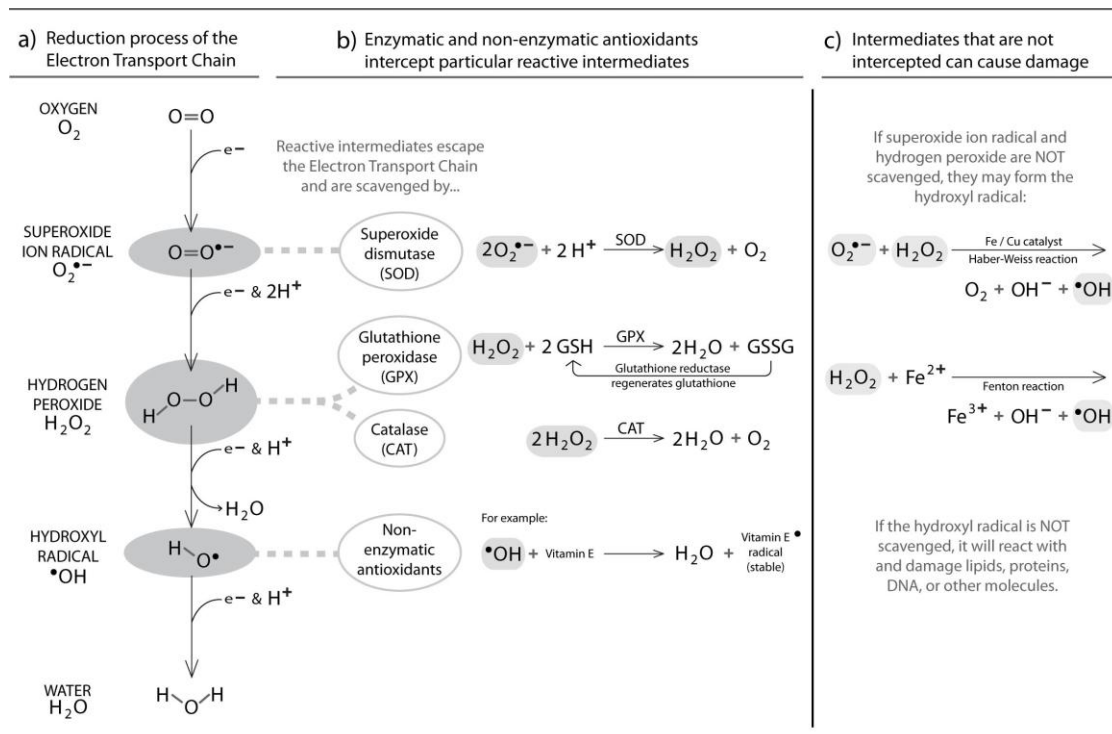 a) Reduction process of the
Electron Transport Chain
b) Enzymatic and non-enzymatic antioxidants
intercept particular reactive intermediates
c) Intermediates that are not
intercepted can cause damage
OXYGEN
O₂
O=O
e−
SUPEROXIDE
ION RADICAL
O₂•−
O=O•−
e− & 2H+
HYDROGEN
PEROXIDE
H₂O₂
H O−O H
e− & H+
H₂O
HYDROXYL
RADICAL
•OH
H
O•
e− & H+
WATER
H₂O
H O H
Reactive intermediates escape
the Electron Transport Chain
and are scavenged by...
Superoxide
dismutase
(SOD)
SOD
2O₂•− + 2 H+ → H₂O₂ + O₂
Glutathione
peroxidase
(GPX)
GPX
H₂O₂ + 2 GSH → 2H₂O + GSSG
Glutathione reductase
regenerates glutathione
Catalase
(CAT)
CAT
2H₂O₂ → 2H₂O + O₂
Non-
enzymatic
antioxidants
For example:
•OH + Vitamin E → H₂O + Vitamin E •
radical
(stable)
If superoxide ion radical and
hydrogen peroxide are NOT
scavenged, they may form the
hydroxyl radical:
Fe / Cu catalyst
O₂•− + H₂O₂ →
Haber-Weiss reaction
O₂ + OH− + •OH
H₂O₂ + Fe²+ →
Fenton reaction
Fe³+ + OH− + •OH
If the hydroxyl radical is NOT
scavenged, it will react with
and damage lipids, proteins,
DNA, or other molecules.